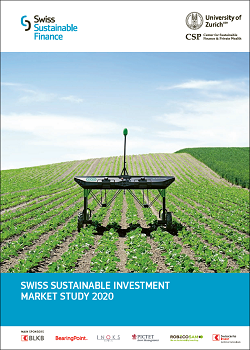 Swiss
Sustainable
Finance
University of
Zurich UZH
CSP Center for Sustainable
Finance & Private Wealth
SWISS SUSTAINABLE INVESTMENT
MARKET STUDY 2020
MAIN SPONSORS
BLKB
BearingPoint
PICTET
ROBECOSAM